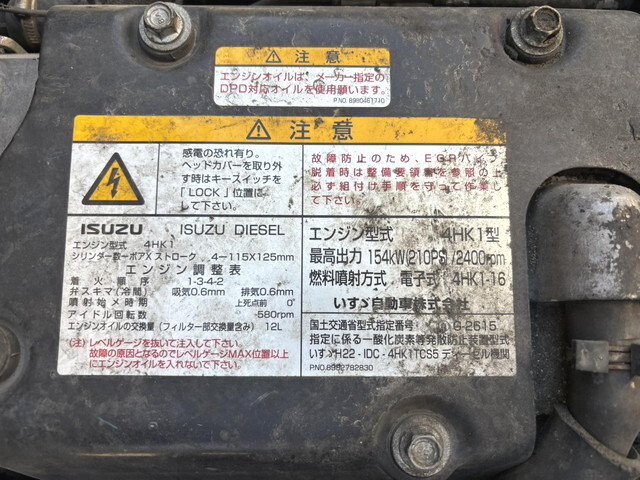 ⚠ 注意
エンジンオイルは、メーカー指定の
DPD対応オイルを使用願います。
P.NO. 8980461740
⚠ 注意
感電の恐れ有り。
ヘッドカバーを取り外
す時はキースイッチを
「LOCK」位置に
して下さい。
故障防止のため、EGRパイプ
脱着時は整備要領書を参照の上
必ず組付け手順を守って作業し
て下さい。
ISUZU ISUZU DIESEL
エンジン型式 4HK1
シリンダ数ーボアXストローク 4ー115X125mm
エンジン調整表
着火順序 1-3-4-2
弁スキマ(冷間) 吸気0.6mm 排気0.6mm
噴射始メ時期 上死点前 0°
アイドル回転数 -580rpm
エンジンオイルの交換量(フィルター部交換含み) 12L
(注)レベルゲージを抜いて注入して下さい。
故障の原因となるのでレベルゲージMAX位置以上
にエンジンオイルを入れないで下さい。
エンジン型式 4HK1型
最高出力 154kW(210PS)/2400rpm
燃料噴射方式 電子式 4HK1-16
いすゞ自動車株式会社
国土交通省型式指定番号 G-2615
指定に係る一酸化炭素等発散防止装置型式
いすゞH22-IDC-4HK1TCS5 ディーゼル機関
P.NO. 8982782830